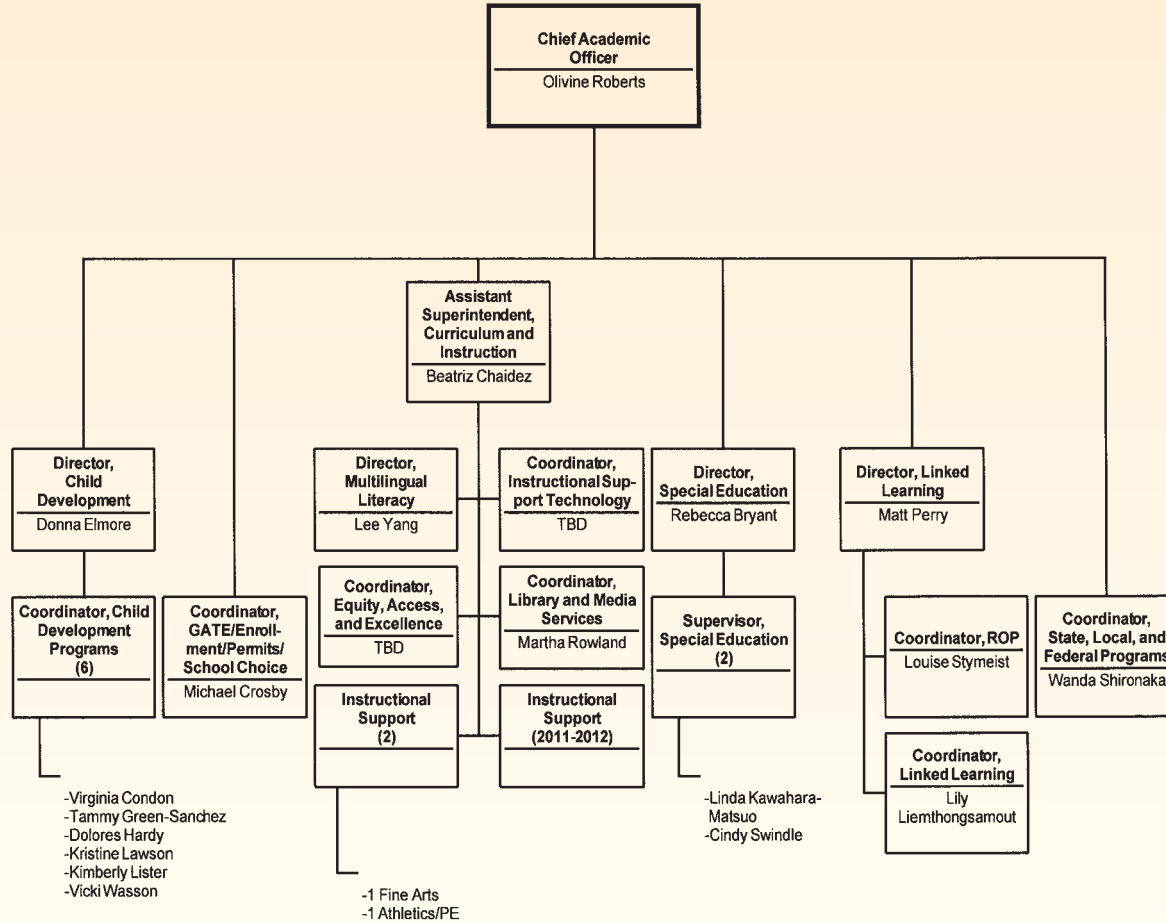 Chief Academic
Officer
Olivine Roberts
Assistant
Superintendent,
Curriculum and
Instruction
Beatriz Chaidez
Director,
Child
Development
Donna Elmore
Director,
Multilingual
Literacy
Lee Yang
Coordinator,
Instructional Sup-
port Technology
TBD
Director,
Special Education
Rebecca Bryant
Director, Linked
Learning
Matt Perry
Coordinator, Child
Development
Programs
(6)
Coordinator,
GATE/Enroll-
ment/Permits/
School Choice
Michael Crosby
Coordinator,
Equity, Access,
and Excellence
TBD
Coordinator,
Library and Media
Services
Martha Rowland
Supervisor,
Special Education
(2)
Coordinator, ROP
Louise Stymeist
Coordinator,
State, Local, and
Federal Programs
Wanda Shironaka
Instructional
Support
(2)
Instructional
Support
(2011-2012)
Coordinator,
Linked Learning
Lily
Liemthongsamout
-Virginia Condon
-Tammy Green-Sanchez
-Dolores Hardy
-Kristine Lawson
-Kimberly Lister
-Vicki Wasson
-1 Fine Arts
-1 Athletics/PE
-Linda Kawahara-
Matsuo
-Cindy Swindle